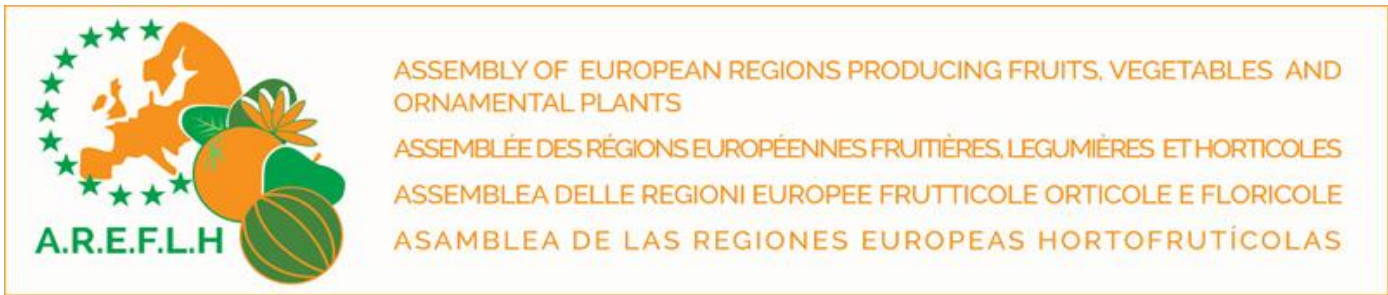 A.R.E.F.L.H
ASSEMBLY OF EUROPEAN REGIONS PRODUCING FRUITS, VEGETABLES AND
ORNAMENTAL PLANTS
ASSEMBLÉE DES RÉGIONS EUROPÉENNES FRUITIÈRES, LEGUMIÈRES ET HORTICOLES
ASSEMBLEA DELLE REGIONI EUROPEE FRUTTICOLE ORTICOLE E FLORICOLE
ASAMBLEA DE LAS REGIONES EUROPEAS HORTOFRUTÍCOLAS